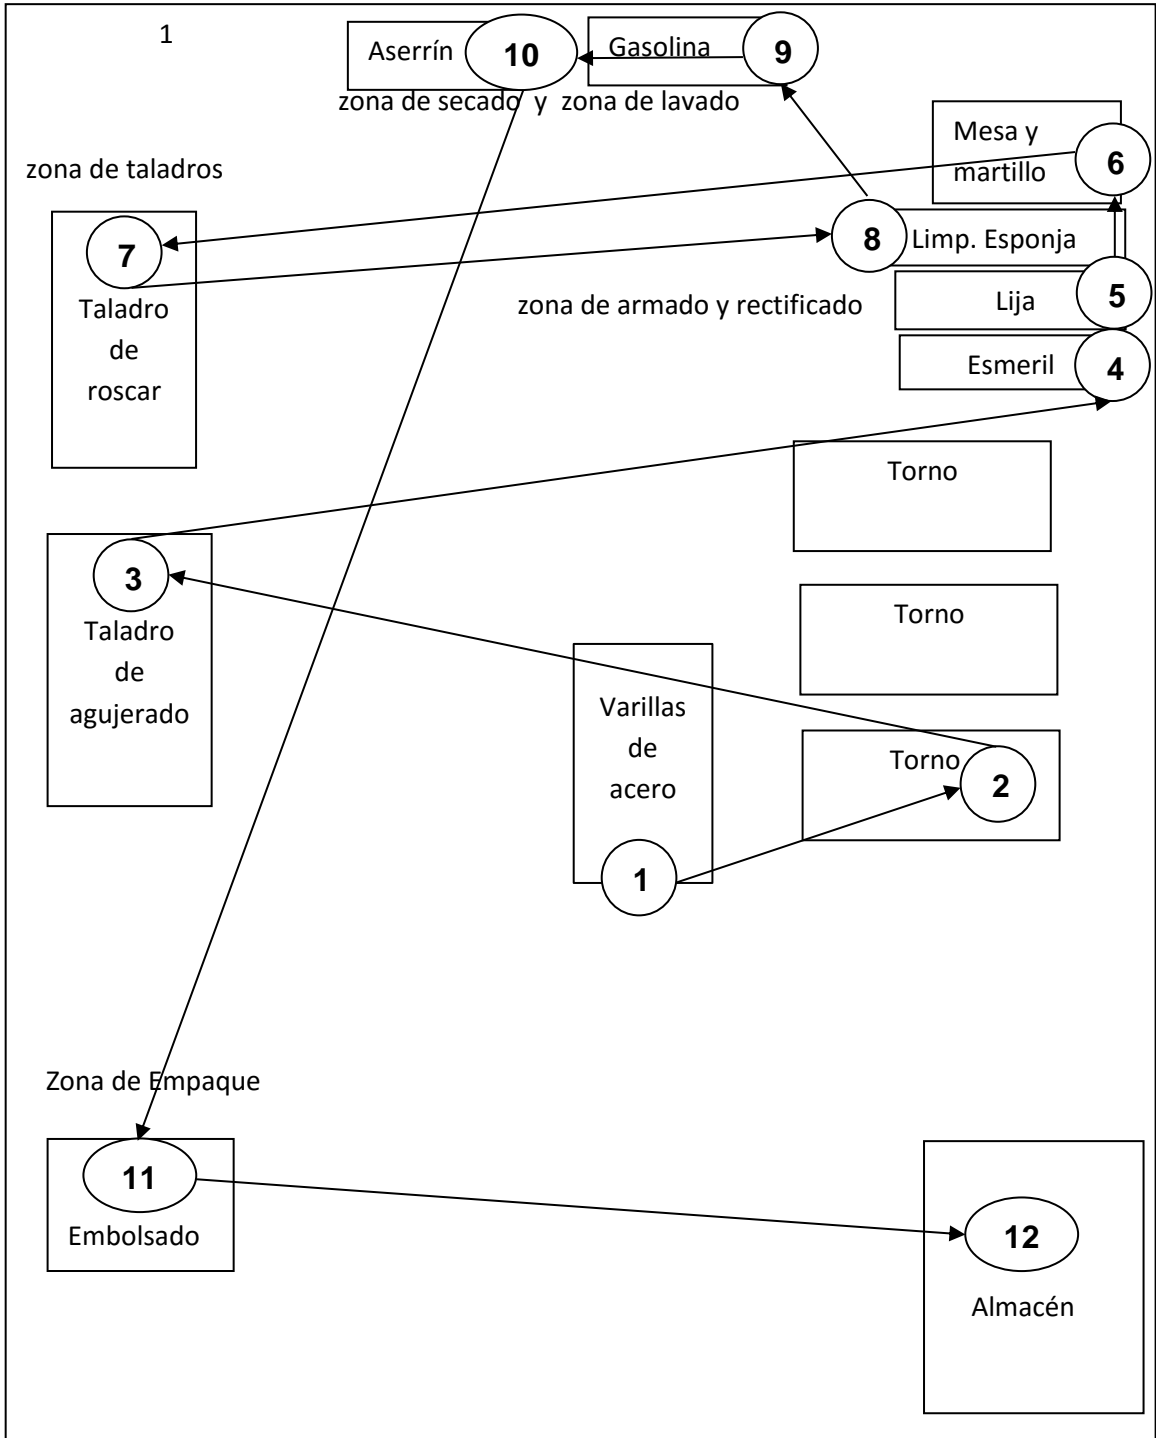 1
Aserrín
10
Gasolina
9
zona de secado y zona de lavado
Mesa y
martillo
6
zona de taladros
7
Taladro
de
roscar
8
Limp. Esponja
5
Lija
zona de armado y rectificado
Esmeril
4
Torno
3
Taladro
de
agujerado
Torno
Varillas
de
acero
Torno
2
1
Zona de Empaque
11
Embolsado
12
Almacén